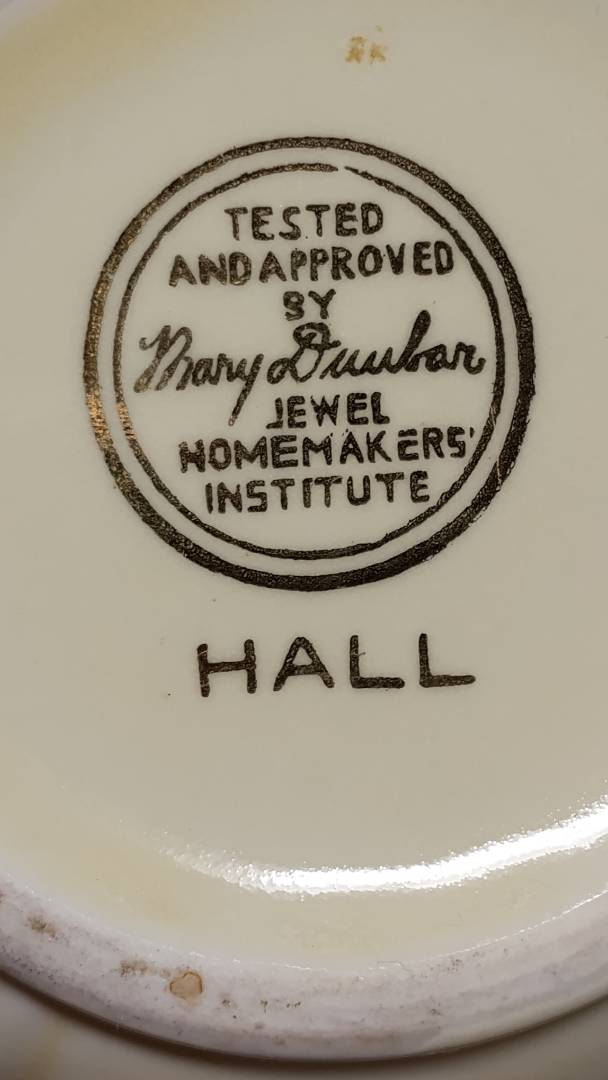 TESTED
AND APPROVED
BY
Mary Dunbar
JEWEL
HOMEMAKERS'
INSTITUTE
HALL